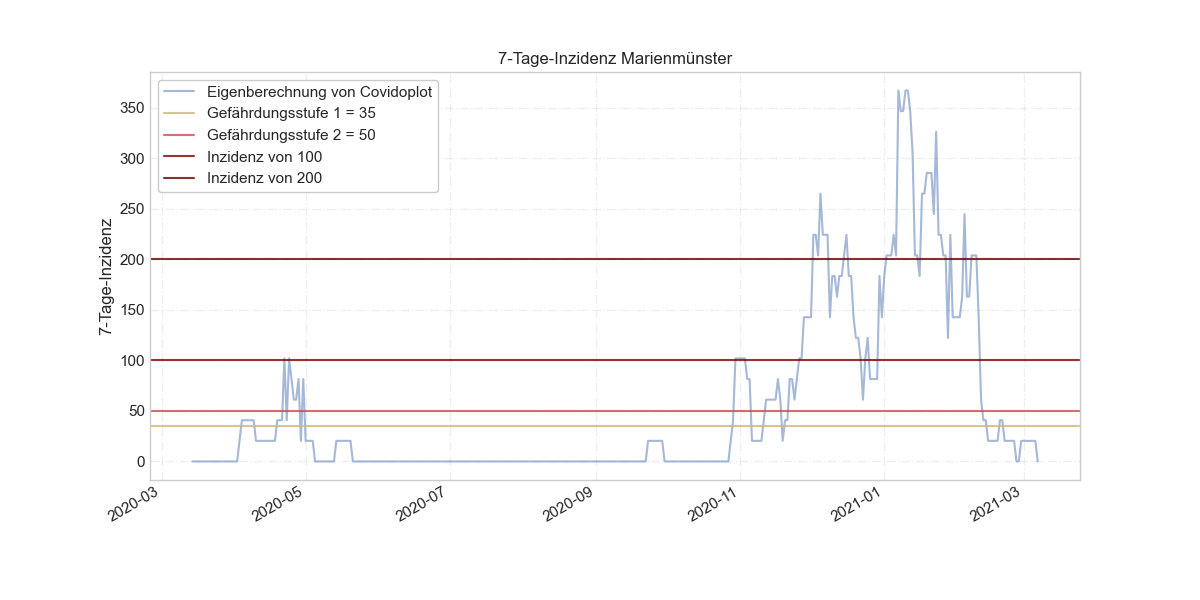 7-Tage-Inzidenz Marienmünster
Eigenberechnung von Covidoplot
Gefährdungsstufe 1 = 35
Gefährdungsstufe 2 = 50
Inzidenz von 100
Inzidenz von 200
7-Tage-Inzidenz
350
300
250
200
150
100
50
0
2020-03
2020-05
2020-07
2020-09
2020-11
2021-01
2021-03